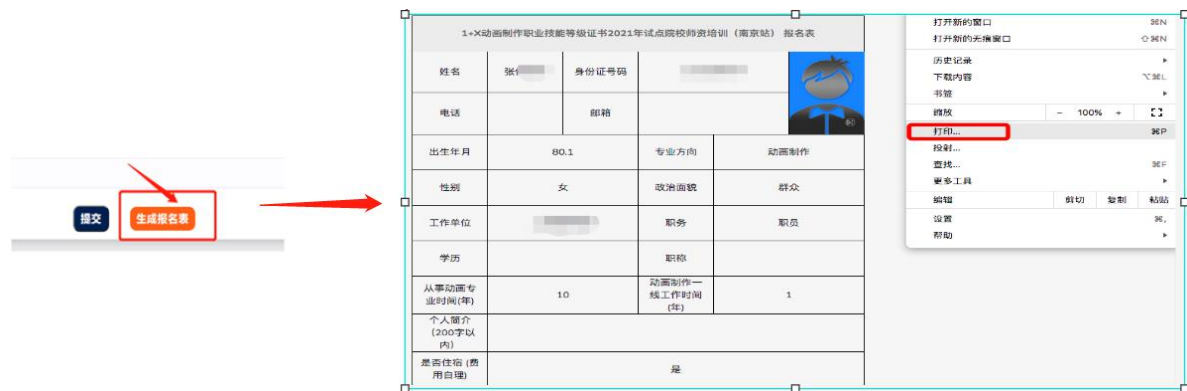 提交
生成报名表
1+X动画制作职业技能等级证书2021年试点院校师资培训（南京站） 报名表
姓名
张
身份证号码
电话
邮箱
出生年月
80.1
专业方向
动画制作
性别
女
政治面貌
群众
工作单位
职务
职员
学历
职称
从事动画专
业时间(年)
10
动画制作一
线工作时间
(年)
1
个人简介
（200字以
内）
是否住宿 (费
用自理)
是
打开新的窗口 ⌘N
打开新的无痕窗口 ⇧⌘N
历史记录
下载内容 ⌥⌘L
书签
缩放 - 100% +
打印... ⌘P
投射...
查找... ⌘F
更多工具
编辑 剪切 复制 粘贴
设置 ⌘,
帮助